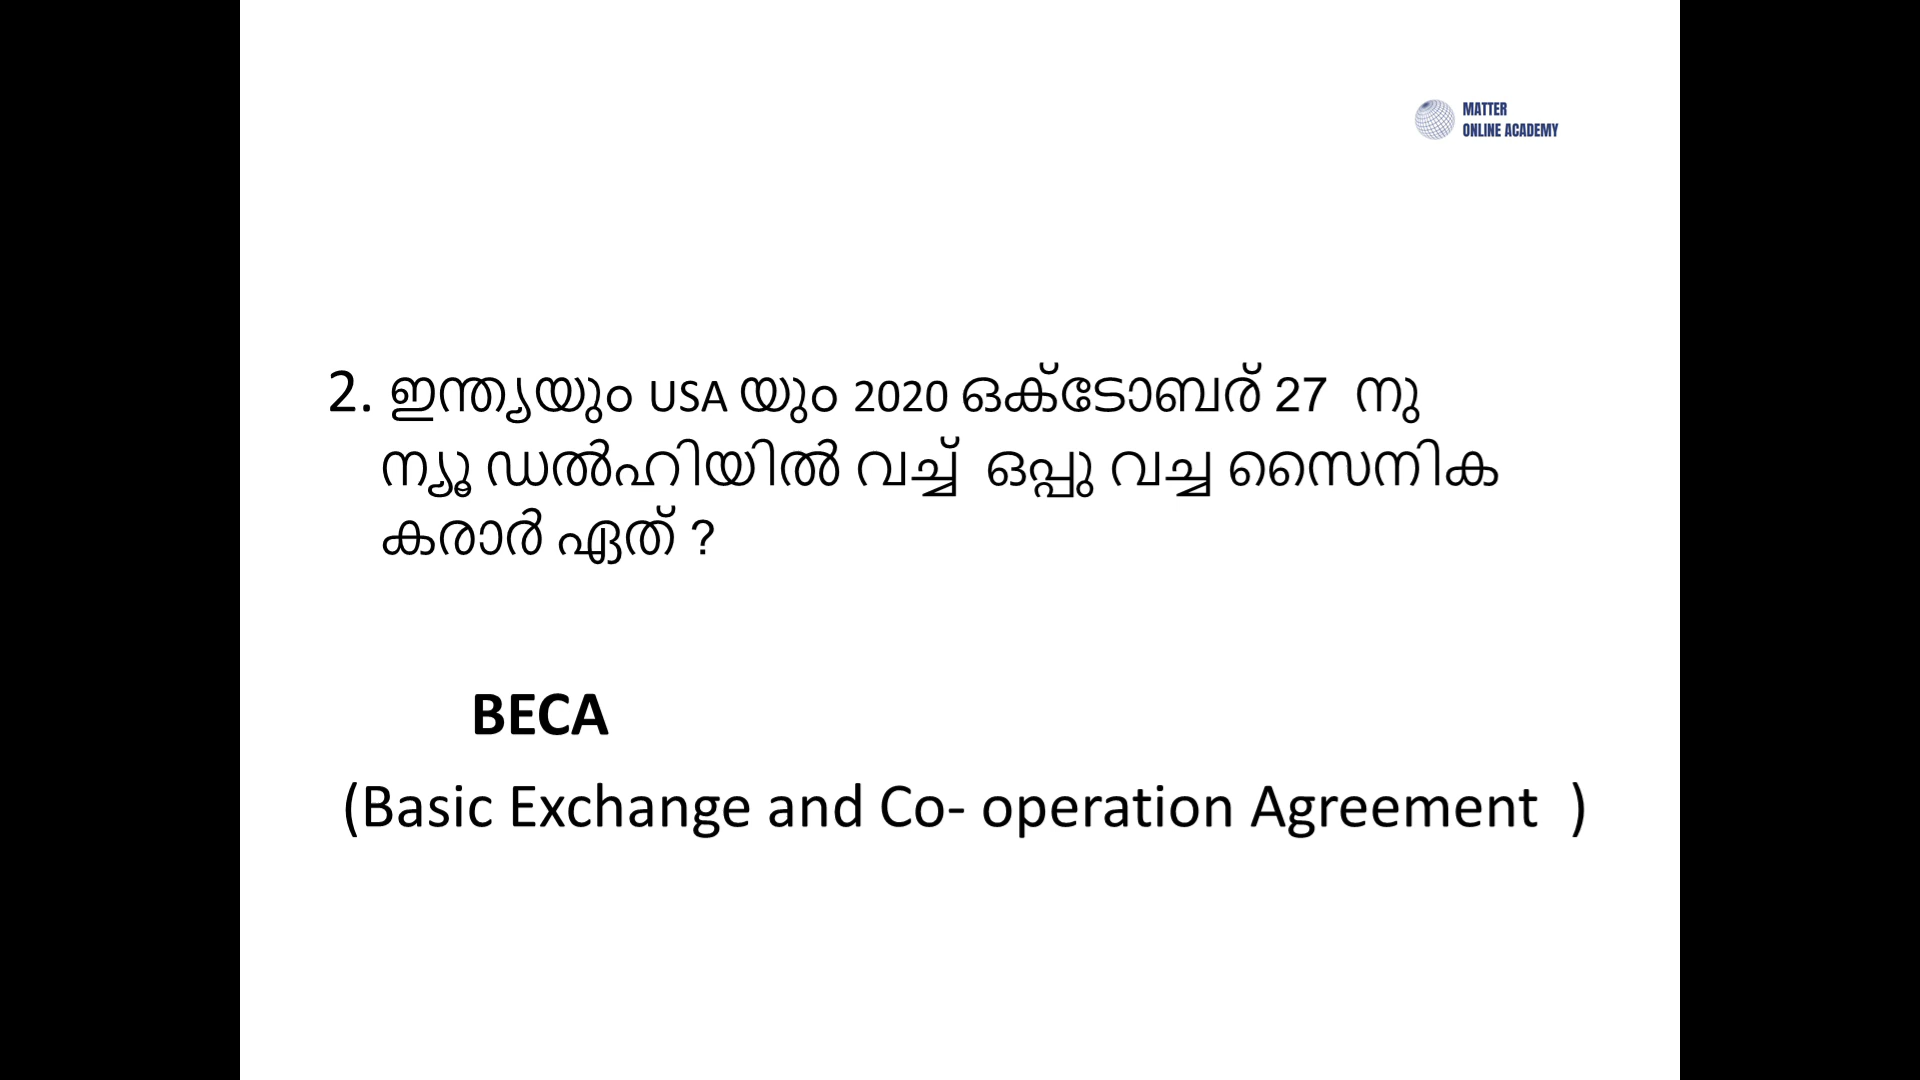 MATTER
ONLINE ACADEMY
2. ഇന്ത്യയും USA യും 2020 ഒക്ടോബര് 27 നു
ന്യൂ ഡൽഹിയിൽ വച്ച് ഒപ്പു വച്ച സൈനിക
കരാർ ഏത് ?
BECA
(Basic Exchange and Co- operation Agreement )